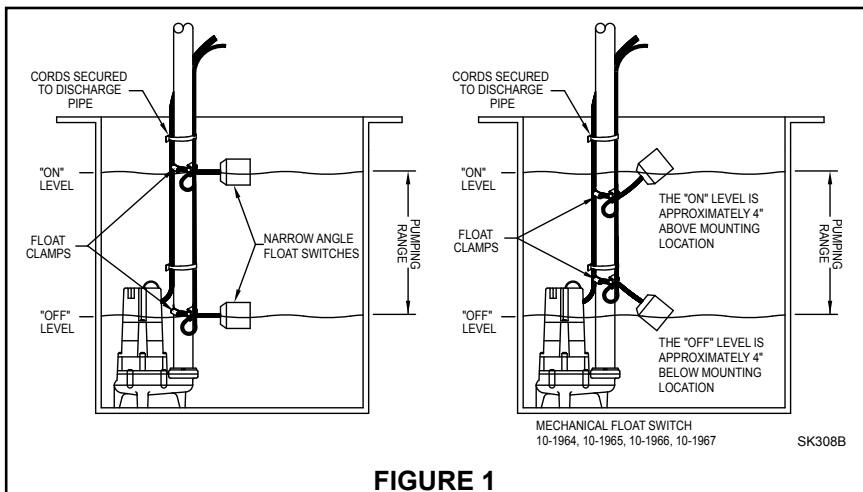 CORDS SECURED
TO DISCHARGE
PIPE
"ON"
LEVEL
FLOAT
CLAMPS
NARROW ANGLE
FLOAT SWITCHES
PUMPING
RANGE
"OFF"
LEVEL
CORDS SECURED
TO DISCHARGE
PIPE
"ON"
LEVEL
THE "ON" LEVEL IS
APPROXIMATELY 4"
ABOVE MOUNTING
LOCATION
FLOAT
CLAMPS
PUMPING
RANGE
"OFF"
LEVEL
THE "OFF" LEVEL IS
APPROXIMATELY 4"
BELOW MOUNTING
LOCATION
MECHANICAL FLOAT SWITCH
10-1964, 10-1965, 10-1966, 10-1967
SK308B
FIGURE 1